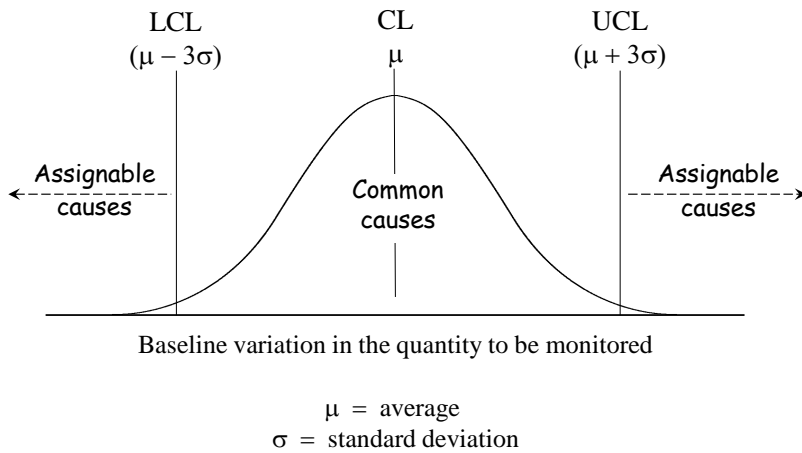 LCL
(μ − 3σ)
CL
μ
UCL
(μ + 3σ)
Assignable
causes
Common
causes
Assignable
causes
Baseline variation in the quantity to be monitored
μ = average
σ = standard deviation